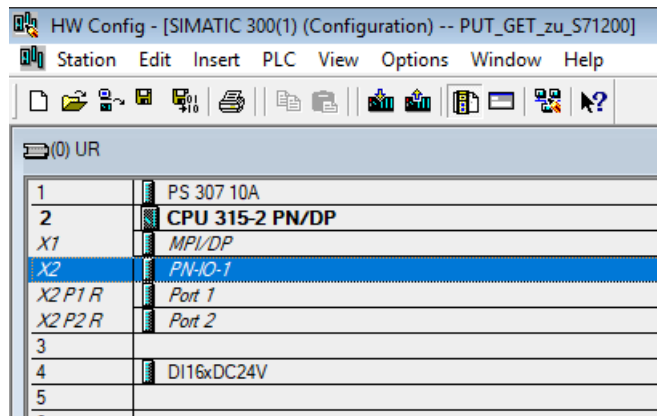 HW Config - [SIMATIC 300(1) (Configuration) -- PUT_GET_zu_S71200]
Station Edit Insert PLC View Options Window Help
(0) UR
1 PS 307 10A
2 CPU 315-2 PN/DP
X1 MPI/DP
X2 PN-IO-1
X2 P1 R Port 1
X2 P2 R Port 2
3
4 DI16xDC24V
5